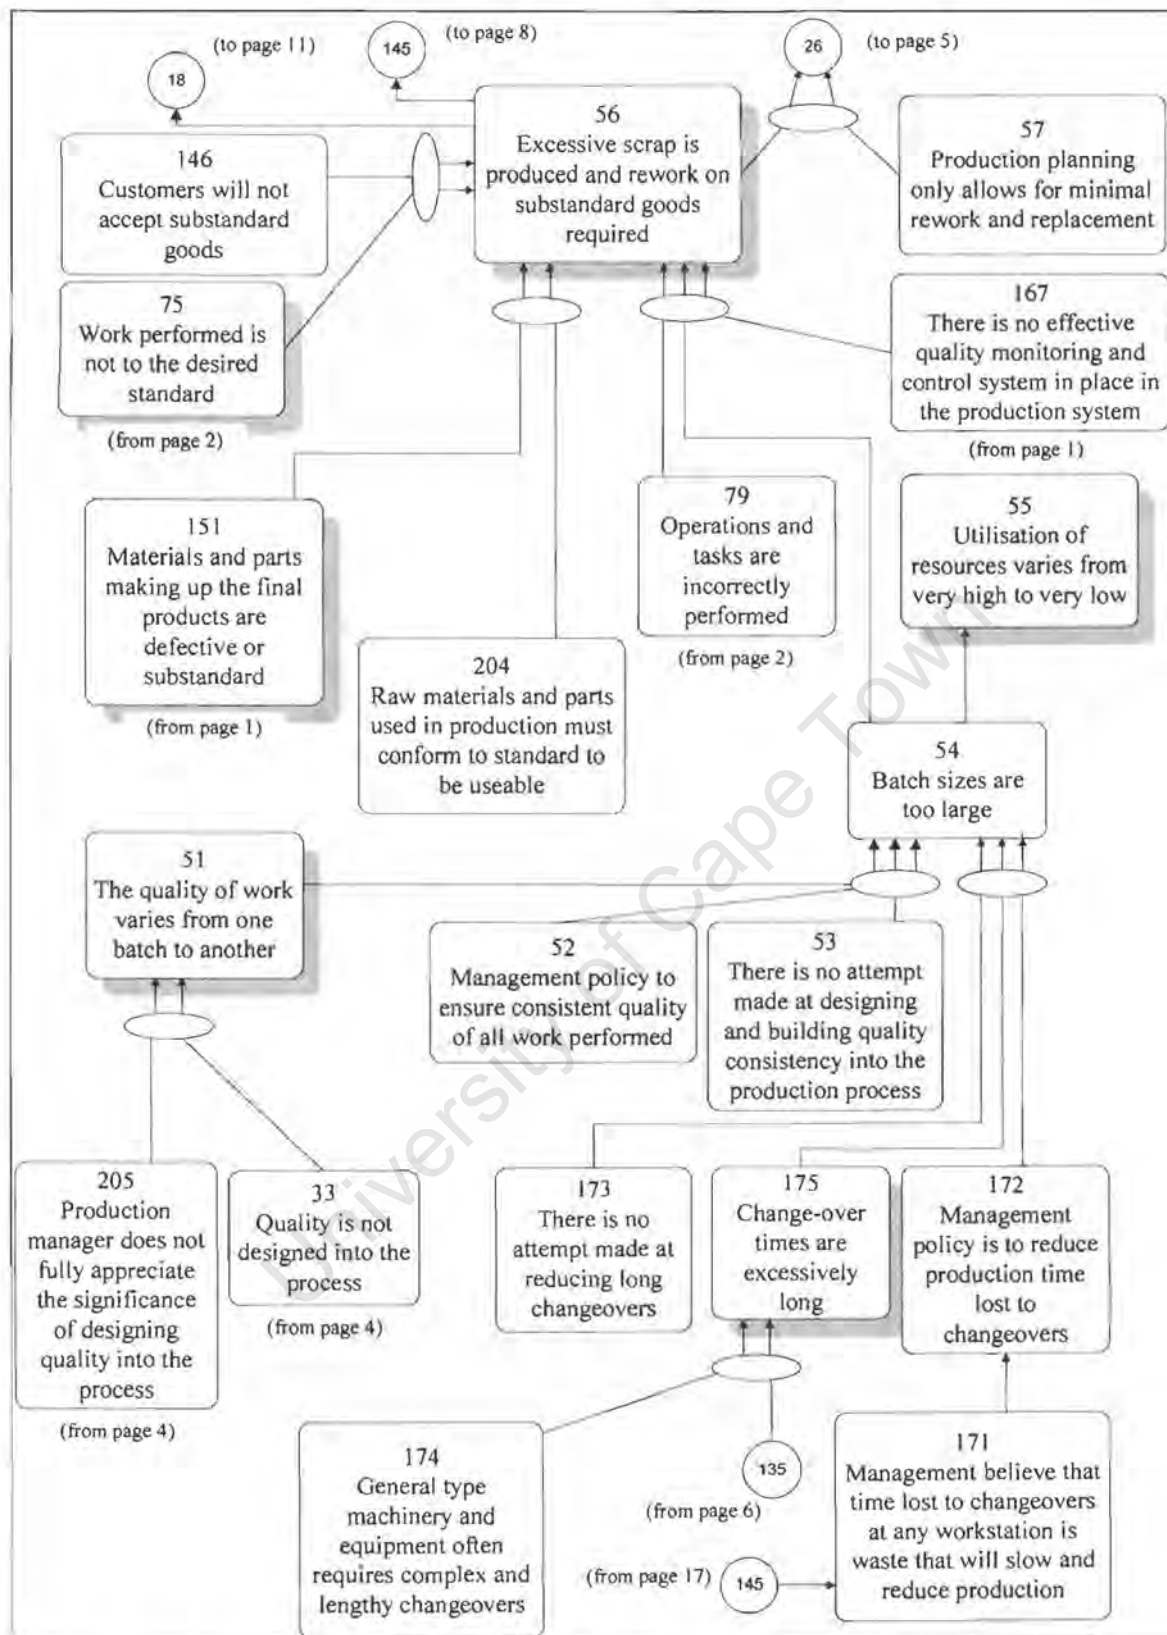 (to page 11)
18
145
(to page 8)
26
(to page 5)
56
Excessive scrap is
produced and rework on
substandard goods
required
57
Production planning
only allows for minimal
rework and replacement
146
Customers will not
accept substandard
goods
75
Work performed is
not to the desired
standard
(from page 2)
167
There is no effective
quality monitoring and
control system in place in
the production system
(from page 1)
151
Materials and parts
making up the final
products are
defective or
substandard
(from page 1)
204
Raw materials and parts
used in production must
conform to standard to
be useable
79
Operations and
tasks are
incorrectly
performed
(from page 2)
55
Utilisation of
resources varies from
very high to very low
54
Batch sizes are
too large
51
The quality of work
varies from one
batch to another
52
Management policy to
ensure consistent quality
of all work performed
53
There is no attempt
made at designing
and building quality
consistency into the
production process
205
Production
manager does not
fully appreciate
the significance
of designing
quality into the
process
(from page 4)
33
Quality is not
designed into the
process
(from page 4)
173
There is no
attempt made at
reducing long
changeovers
175
Change-over
times are
excessively
long
172
Management
policy is to reduce
production time
lost to
changeovers
174
General type
machinery and
equipment often
requires complex and
lengthy changeovers
135
(from page 6)
(from page 17)
145
171
Management believe that
time lost to changeovers
at any workstation is
waste that will slow and
reduce production
University of Cape Town